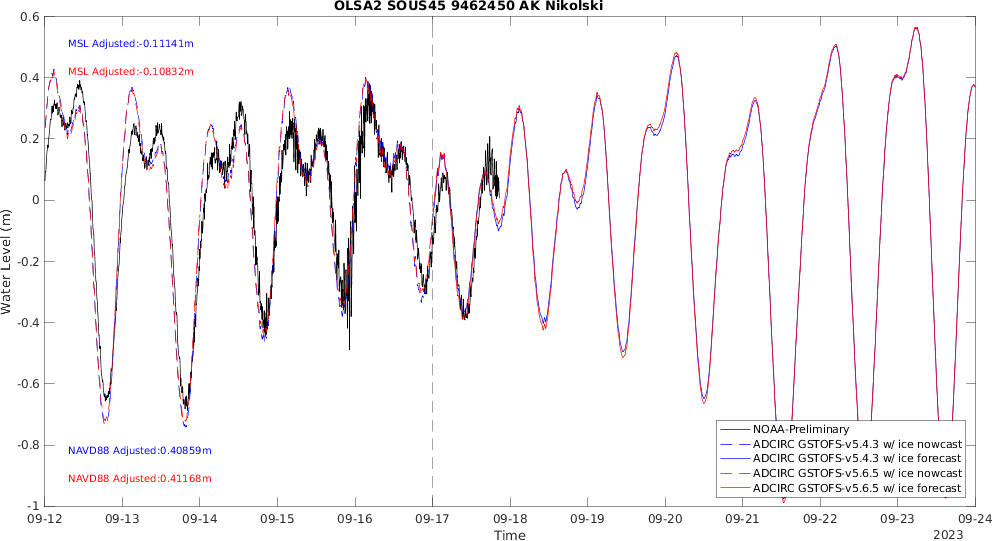 OLSA2 SOUS45 9462450 AK Nikolski
MSL Adjusted:-0.11141m
MSL Adjusted:-0.10832m
NAVD88 Adjusted:0.40859m
NAVD88 Adjusted:0.41168m
Water Level (m)
0.6
0.4
0.2
0
-0.2
-0.4
-0.6
-0.8
-1
NOAA-Preliminary
ADCIRC GSTOFS-v5.4.3 w/ ice nowcast
ADCIRC GSTOFS-v5.4.3 w/ ice forecast
ADCIRC GSTOFS-v5.6.5 w/ ice nowcast
ADCIRC GSTOFS-v5.6.5 w/ ice forecast
09-12 09-13 09-14 09-15 09-16 09-17 09-18 09-19 09-20 09-21 09-22 09-23 09-24
Time
2023